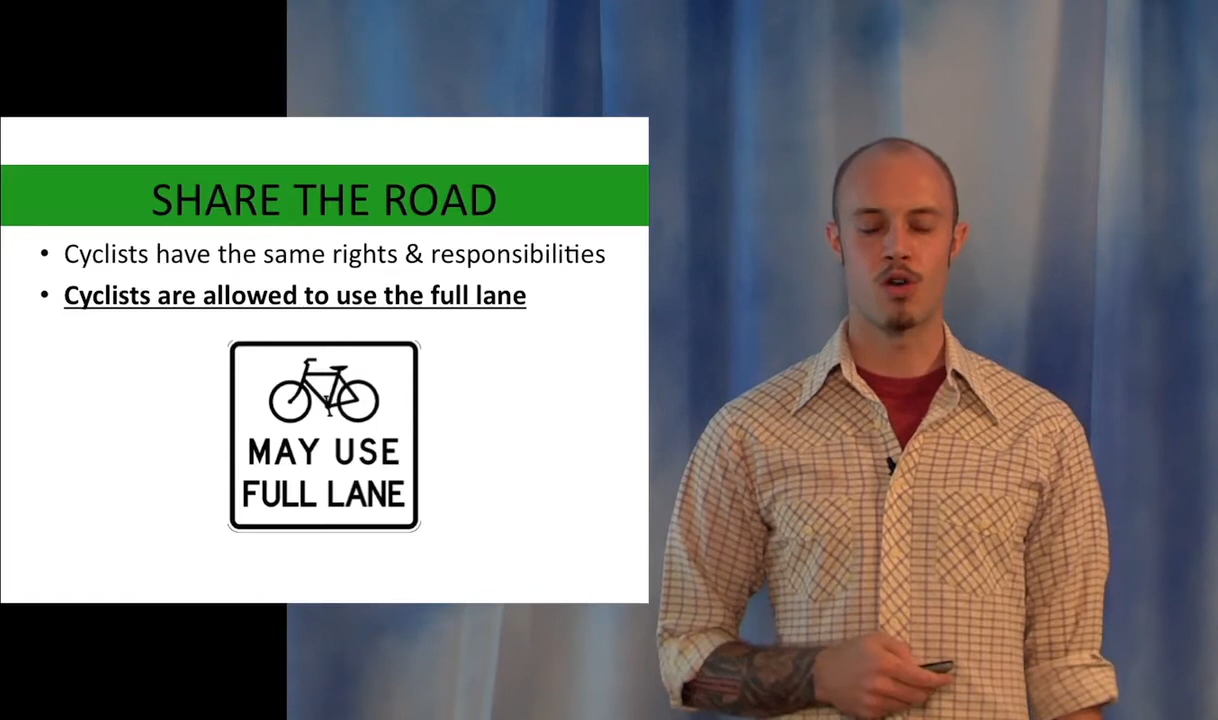 SHARE THE ROAD
• Cyclists have the same rights & responsibilities
• Cyclists are allowed to use the full lane
MAY USE
FULL LANE